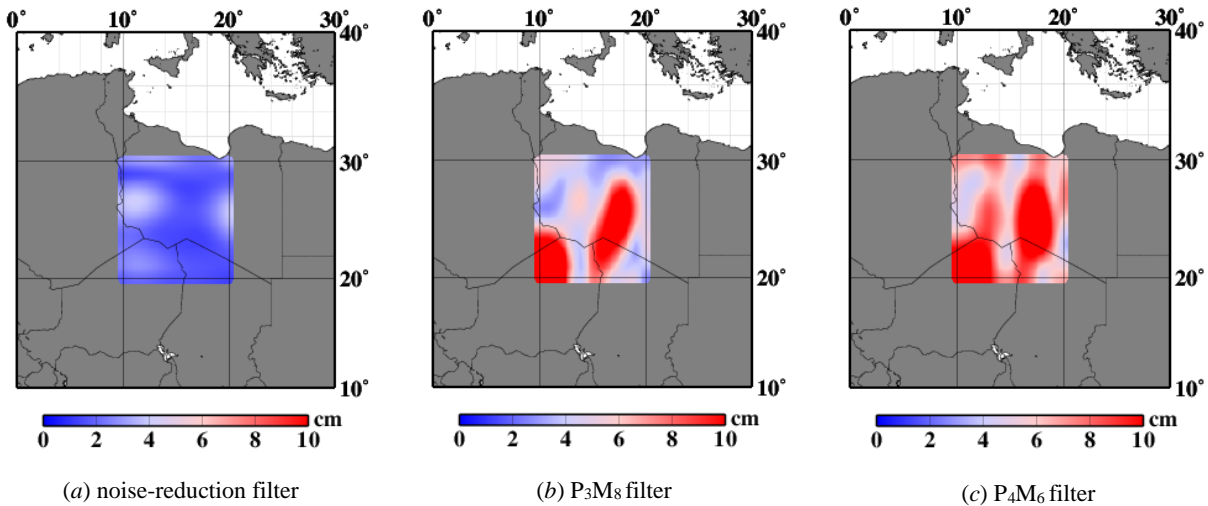 0° 10° 20° 30° 0° 10° 20° 30° 0° 10° 20° 30°
40° 40° 40°
30° 30° 30°
20° 20° 20°
10° 10° 10°
cm cm cm
0 2 4 6 8 10 0 2 4 6 8 10 0 2 4 6 8 10
(a) noise-reduction filter (b) P₃M₈ filter (c) P₄M₆ filter